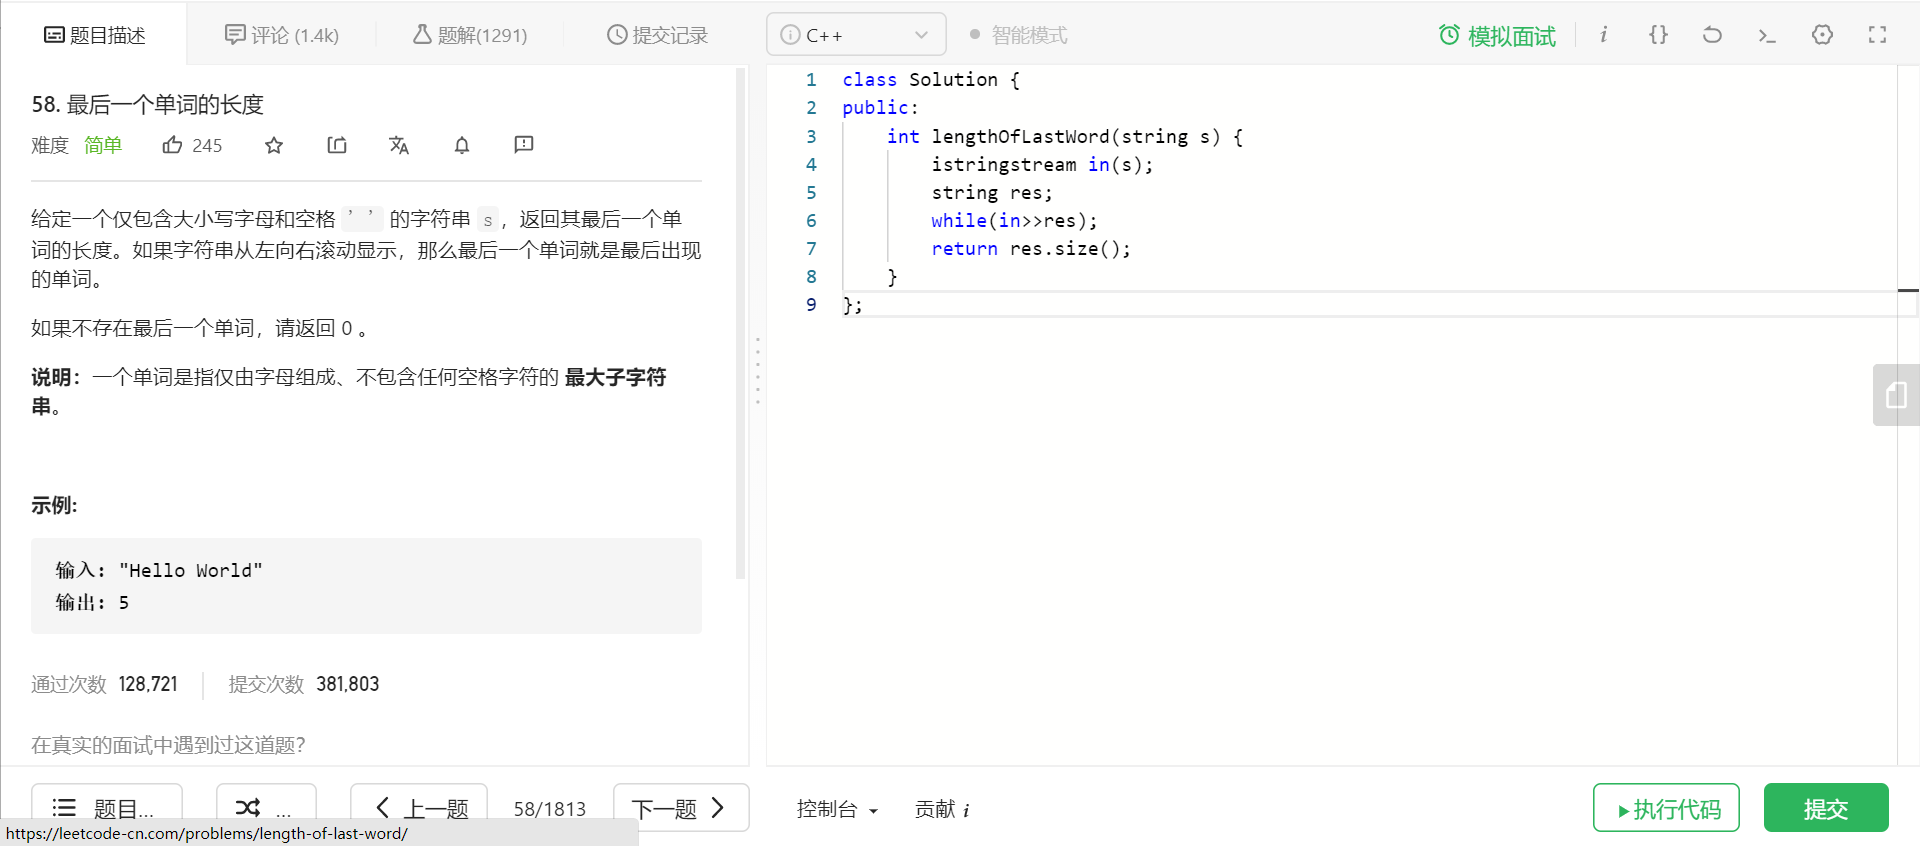 题目描述
评论 (1.4k)
题解(1291)
提交记录
C++
智能模式
模拟面试
58. 最后一个单词的长度
难度 简单 245
给定一个仅包含大小写字母和空格 ' ' 的字符串 s，返回其最后一个单
词的长度。如果字符串从左向右滚动显示，那么最后一个单词就是最后出现
的单词。
如果不存在最后一个单词，请返回 0 。
说明：一个单词是指仅由字母组成、不包含任何空格字符的 最大子字符
串。
示例:
输入: "Hello World"
输出: 5
通过次数 128,721 提交次数 381,803
在真实的面试中遇到过这道题？
题目...
...
上一题
58/1813
下一题
https://leetcode-cn.com/problems/length-of-last-word/
1 class Solution {
2 public:
3 int lengthOfLastWord(string s) {
4 istringstream in(s);
5 string res;
6 while(in>>res);
7 return res.size();
8 }
9 };
控制台
贡献 i
执行代码
提交